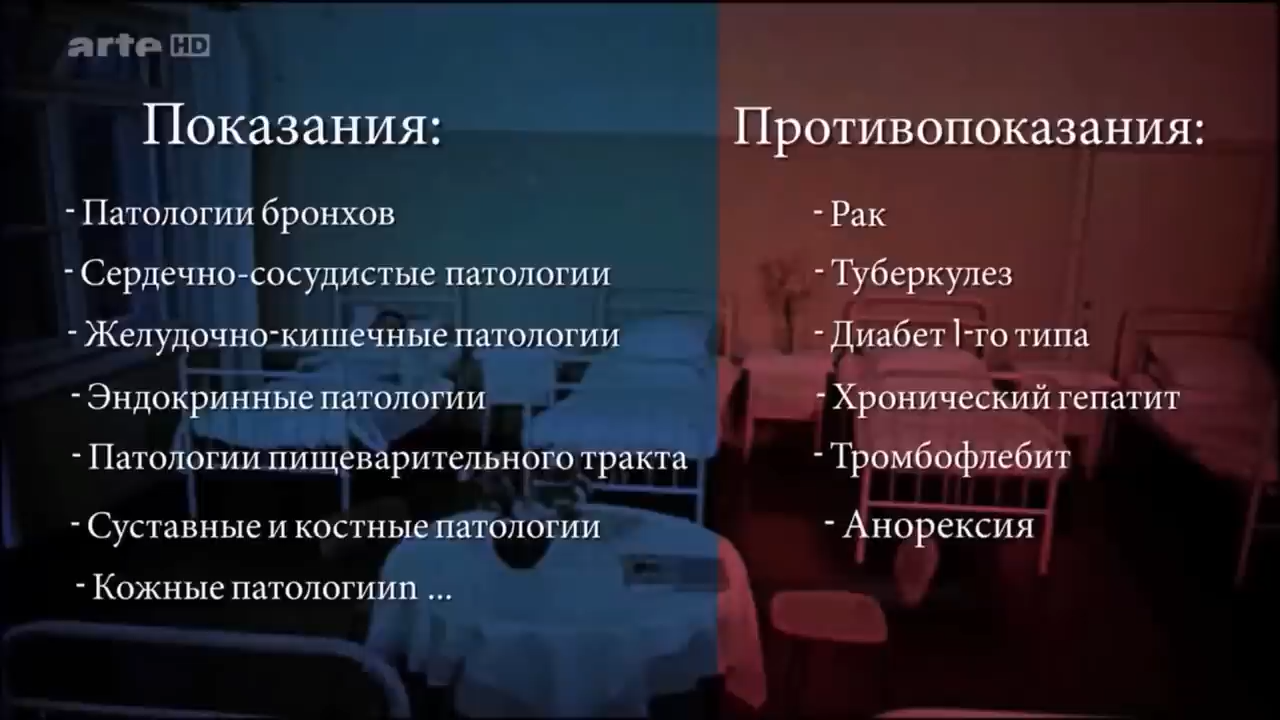 arte HD
Показания:
- Патологии бронхов
- Сердечно-сосудистые патологии
- Желудочно-кишечные патологии
- Эндокринные патологии
- Патологии пищеварительного тракта
- Суставные и костные патологии
- Кожные патологииn ...
Противопоказания:
- Рак
- Туберкулез
- Диабет l-го типа
- Хронический гепатит
- Тромбофлебит
- Анорексия